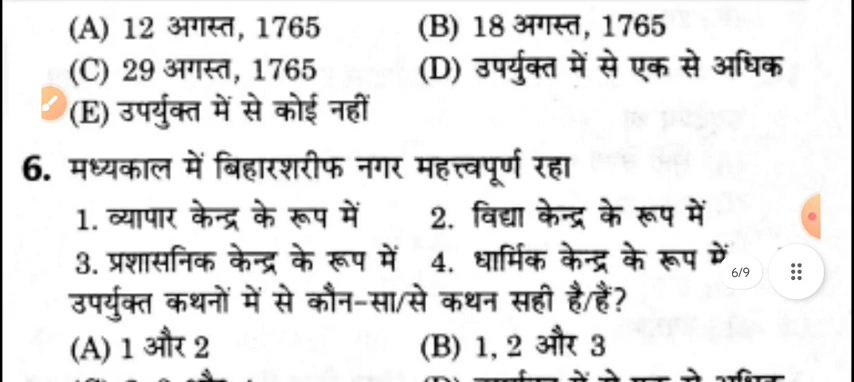 (A) 12 अगस्त, 1765 (B) 18 अगस्त, 1765
(C) 29 अगस्त, 1765 (D) उपर्युक्त में से एक से अधिक
(E) उपर्युक्त में से कोई नहीं
6. मध्यकाल में बिहारशरीफ नगर महत्त्वपूर्ण रहा
1. व्यापार केन्द्र के रूप में 2. विद्या केन्द्र के रूप में
3. प्रशासनिक केन्द्र के रूप में 4. धार्मिक केन्द्र के रूप में
6/9
उपर्युक्त कथनों में से कौन-सा/से कथन सही है/हैं?
(A) 1 और 2 (B) 1, 2 और 3